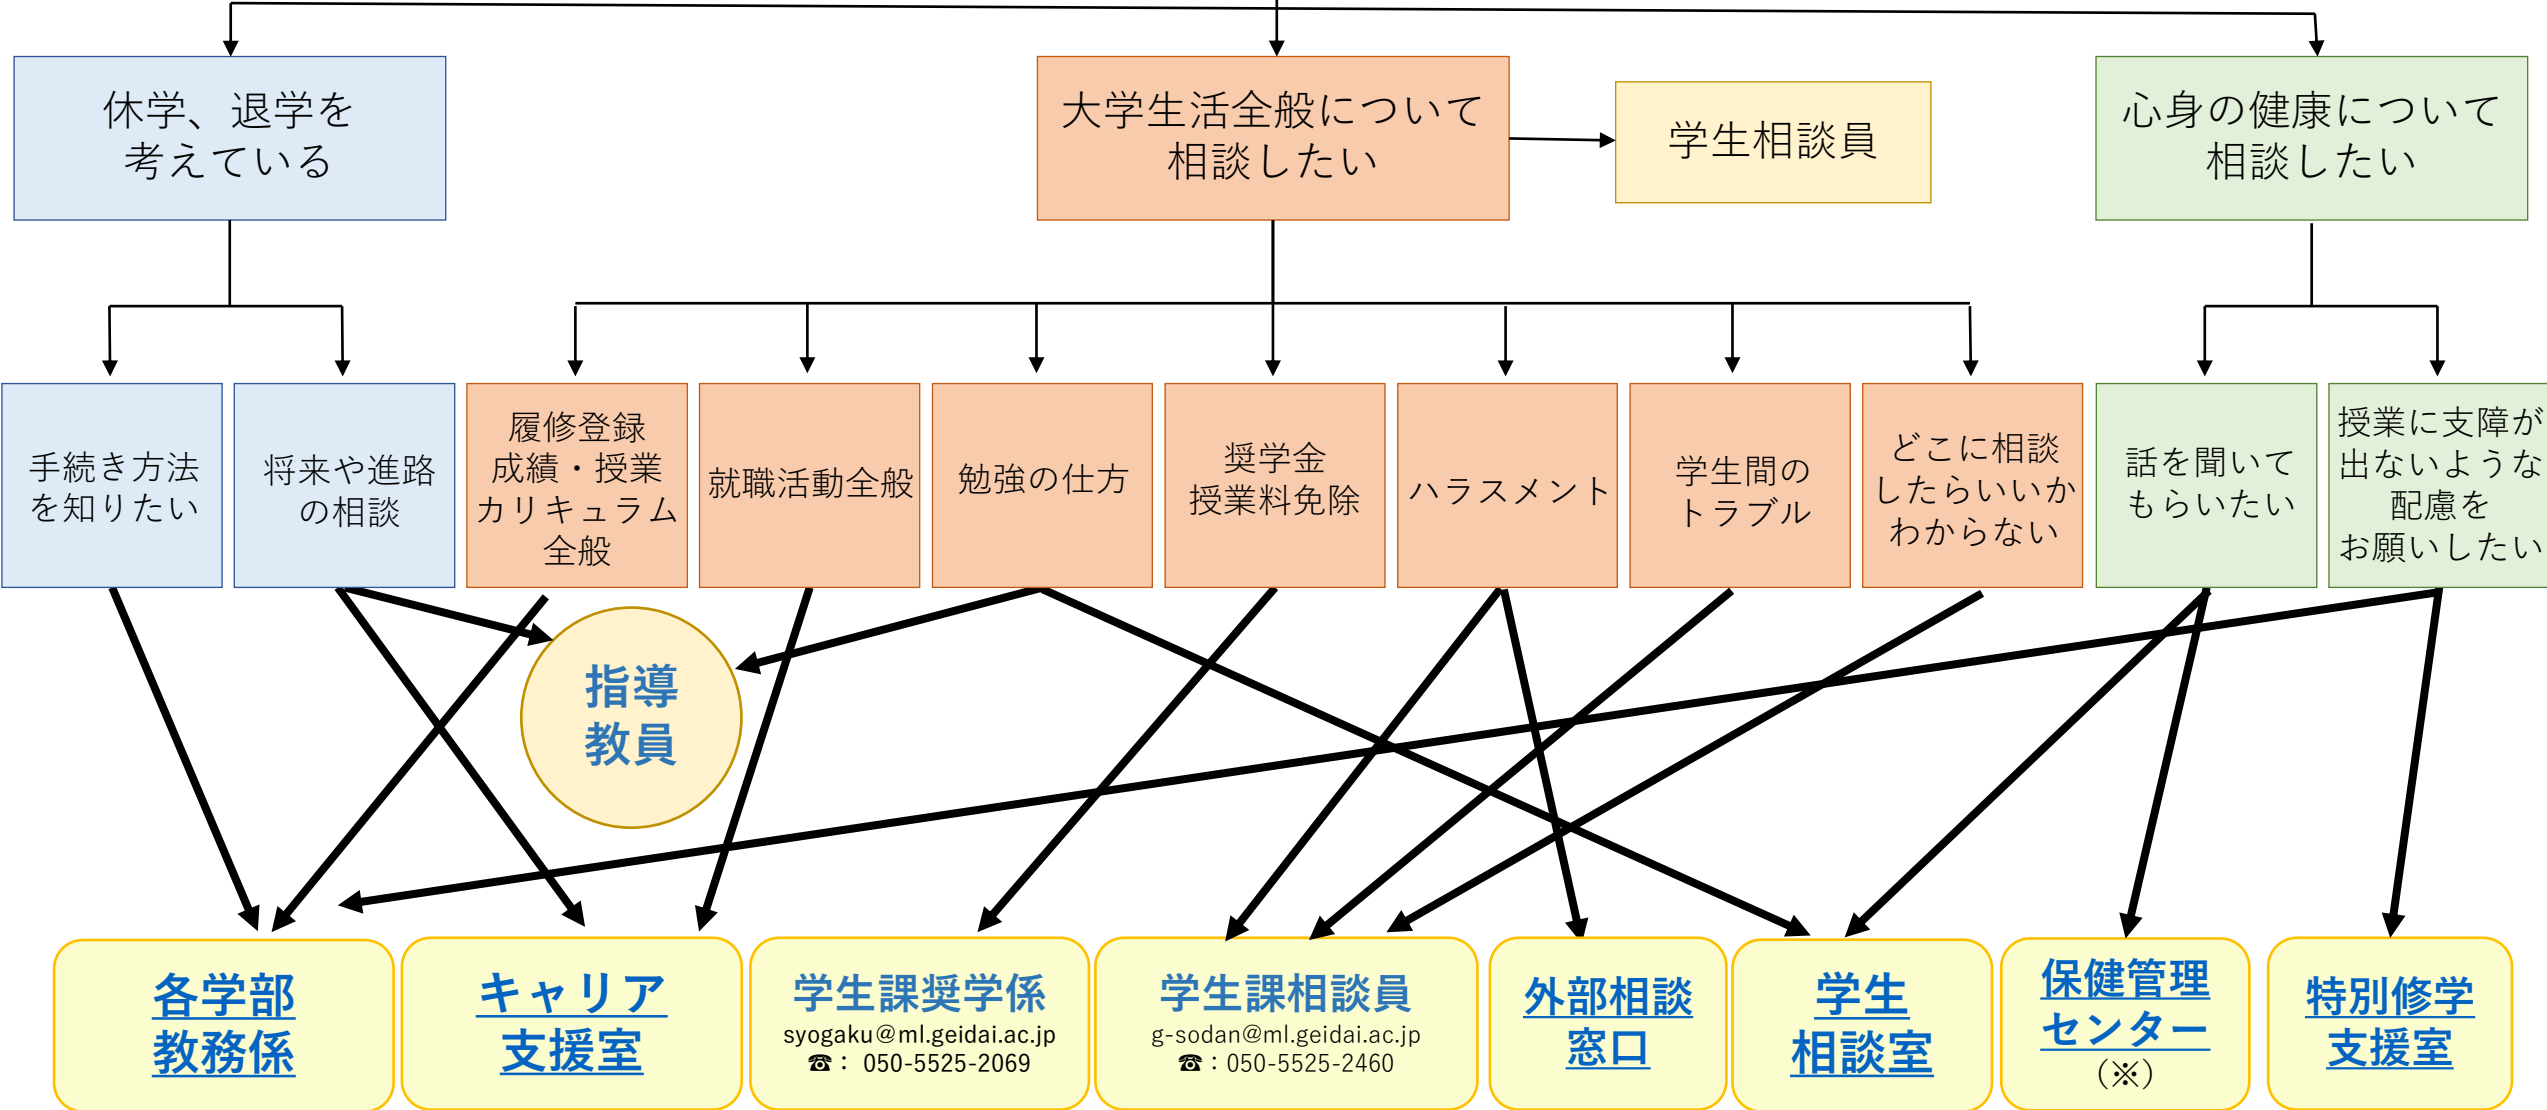 休学、退学を
考えている
大学生活全般について
相談したい
学生相談員
心身の健康について
相談したい
手続き方法
を知りたい
将来や進路
の相談
履修登録
成績・授業
カリキュラム
全般
就職活動全般
勉強の仕方
奨学金
授業料免除
ハラスメント
学生間の
トラブル
どこに相談
したらいいか
わからない
話を聞いて
もらいたい
授業に支障が
出ないような
配慮を
お願いしたい
指導
教員
各学部
教務係
キャリア
支援室
学生課奨学係
syogaku@ml.geidai.ac.jp
☎： 050-5525-2069
学生課相談員
g-sodan@ml.geidai.ac.jp
☎：050-5525-2460
外部相談
窓口
学生
相談室
保健管理
センター
（※）
特別修学
支援室